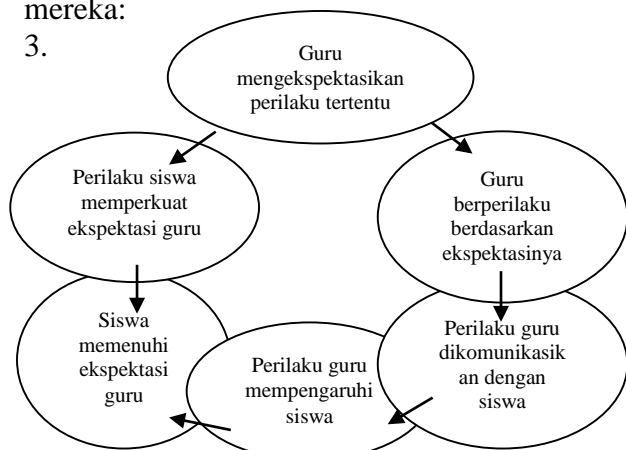 mereka:
3.
Guru
mengekspektasikan
perilaku tertentu
Perilaku siswa
memperkuat
ekspektasi guru
Guru
berperilaku
berdasarkan
ekspektasinya
Siswa
memenuhi
ekspektasi
guru
Perilaku guru
mempengaruhi
siswa
Perilaku guru
dikomunikasik
an dengan
siswa